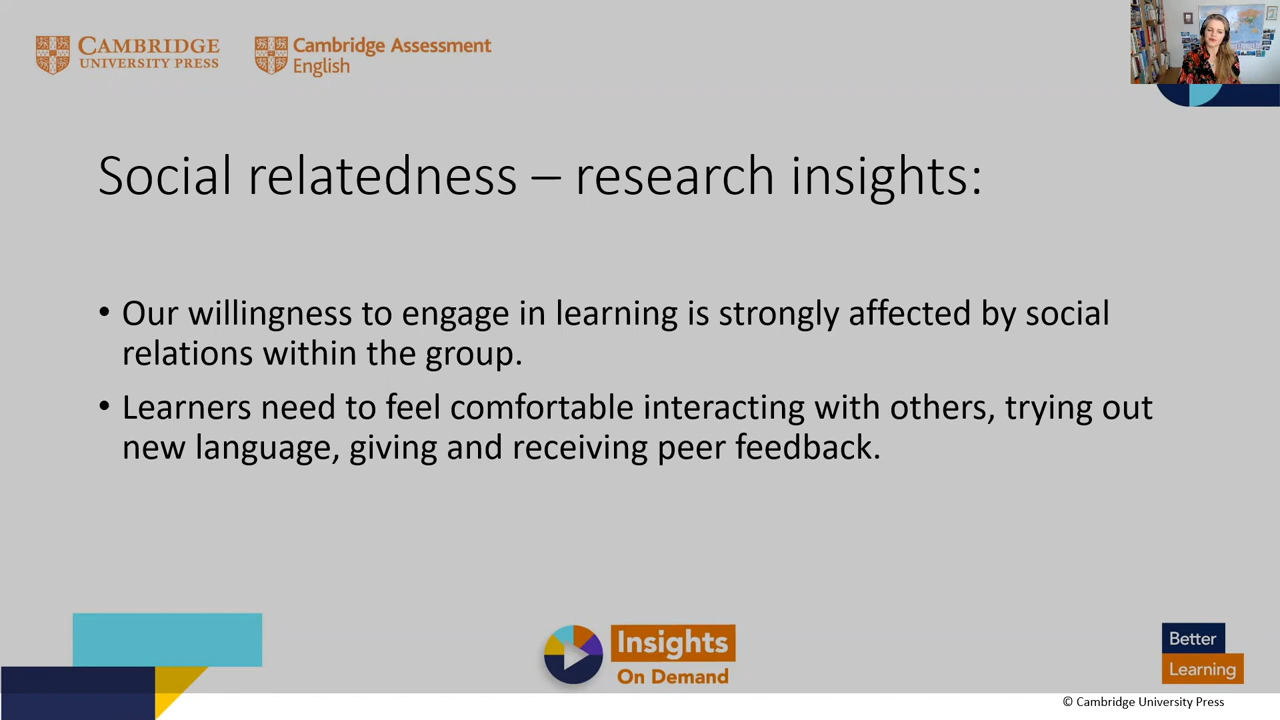 CAMBRIDGE
UNIVERSITY PRESS
Cambridge Assessment
English
Social relatedness – research insights:
• Our willingness to engage in learning is strongly affected by social
relations within the group.
• Learners need to feel comfortable interacting with others, trying out
new language, giving and receiving peer feedback.
Insights
On Demand
Better
Learning
© Cambridge University Press